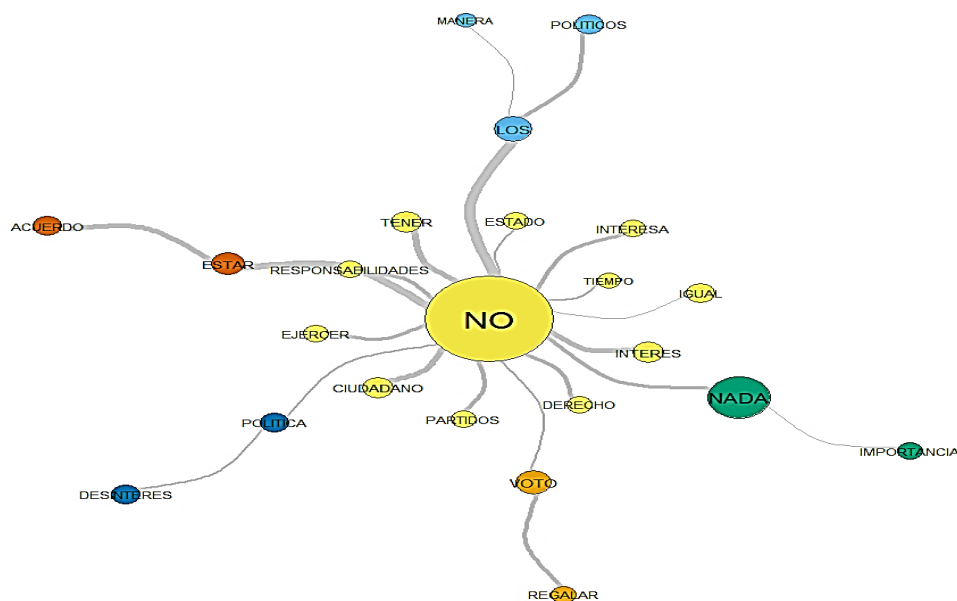 MANERA
POLITICOS
LOS
TENER
ESTADO
ACUERDO
INTERESA
ESTAR
RESPONSABILIDADES
TIEMPO
IGUAL
NO
EJERCER
INTERES
CIUDADANO
NADA
PARTIDOS
DERECHO
POLITICA
IMPORTANCIA
VOTO
DESINTERES
REGALAR